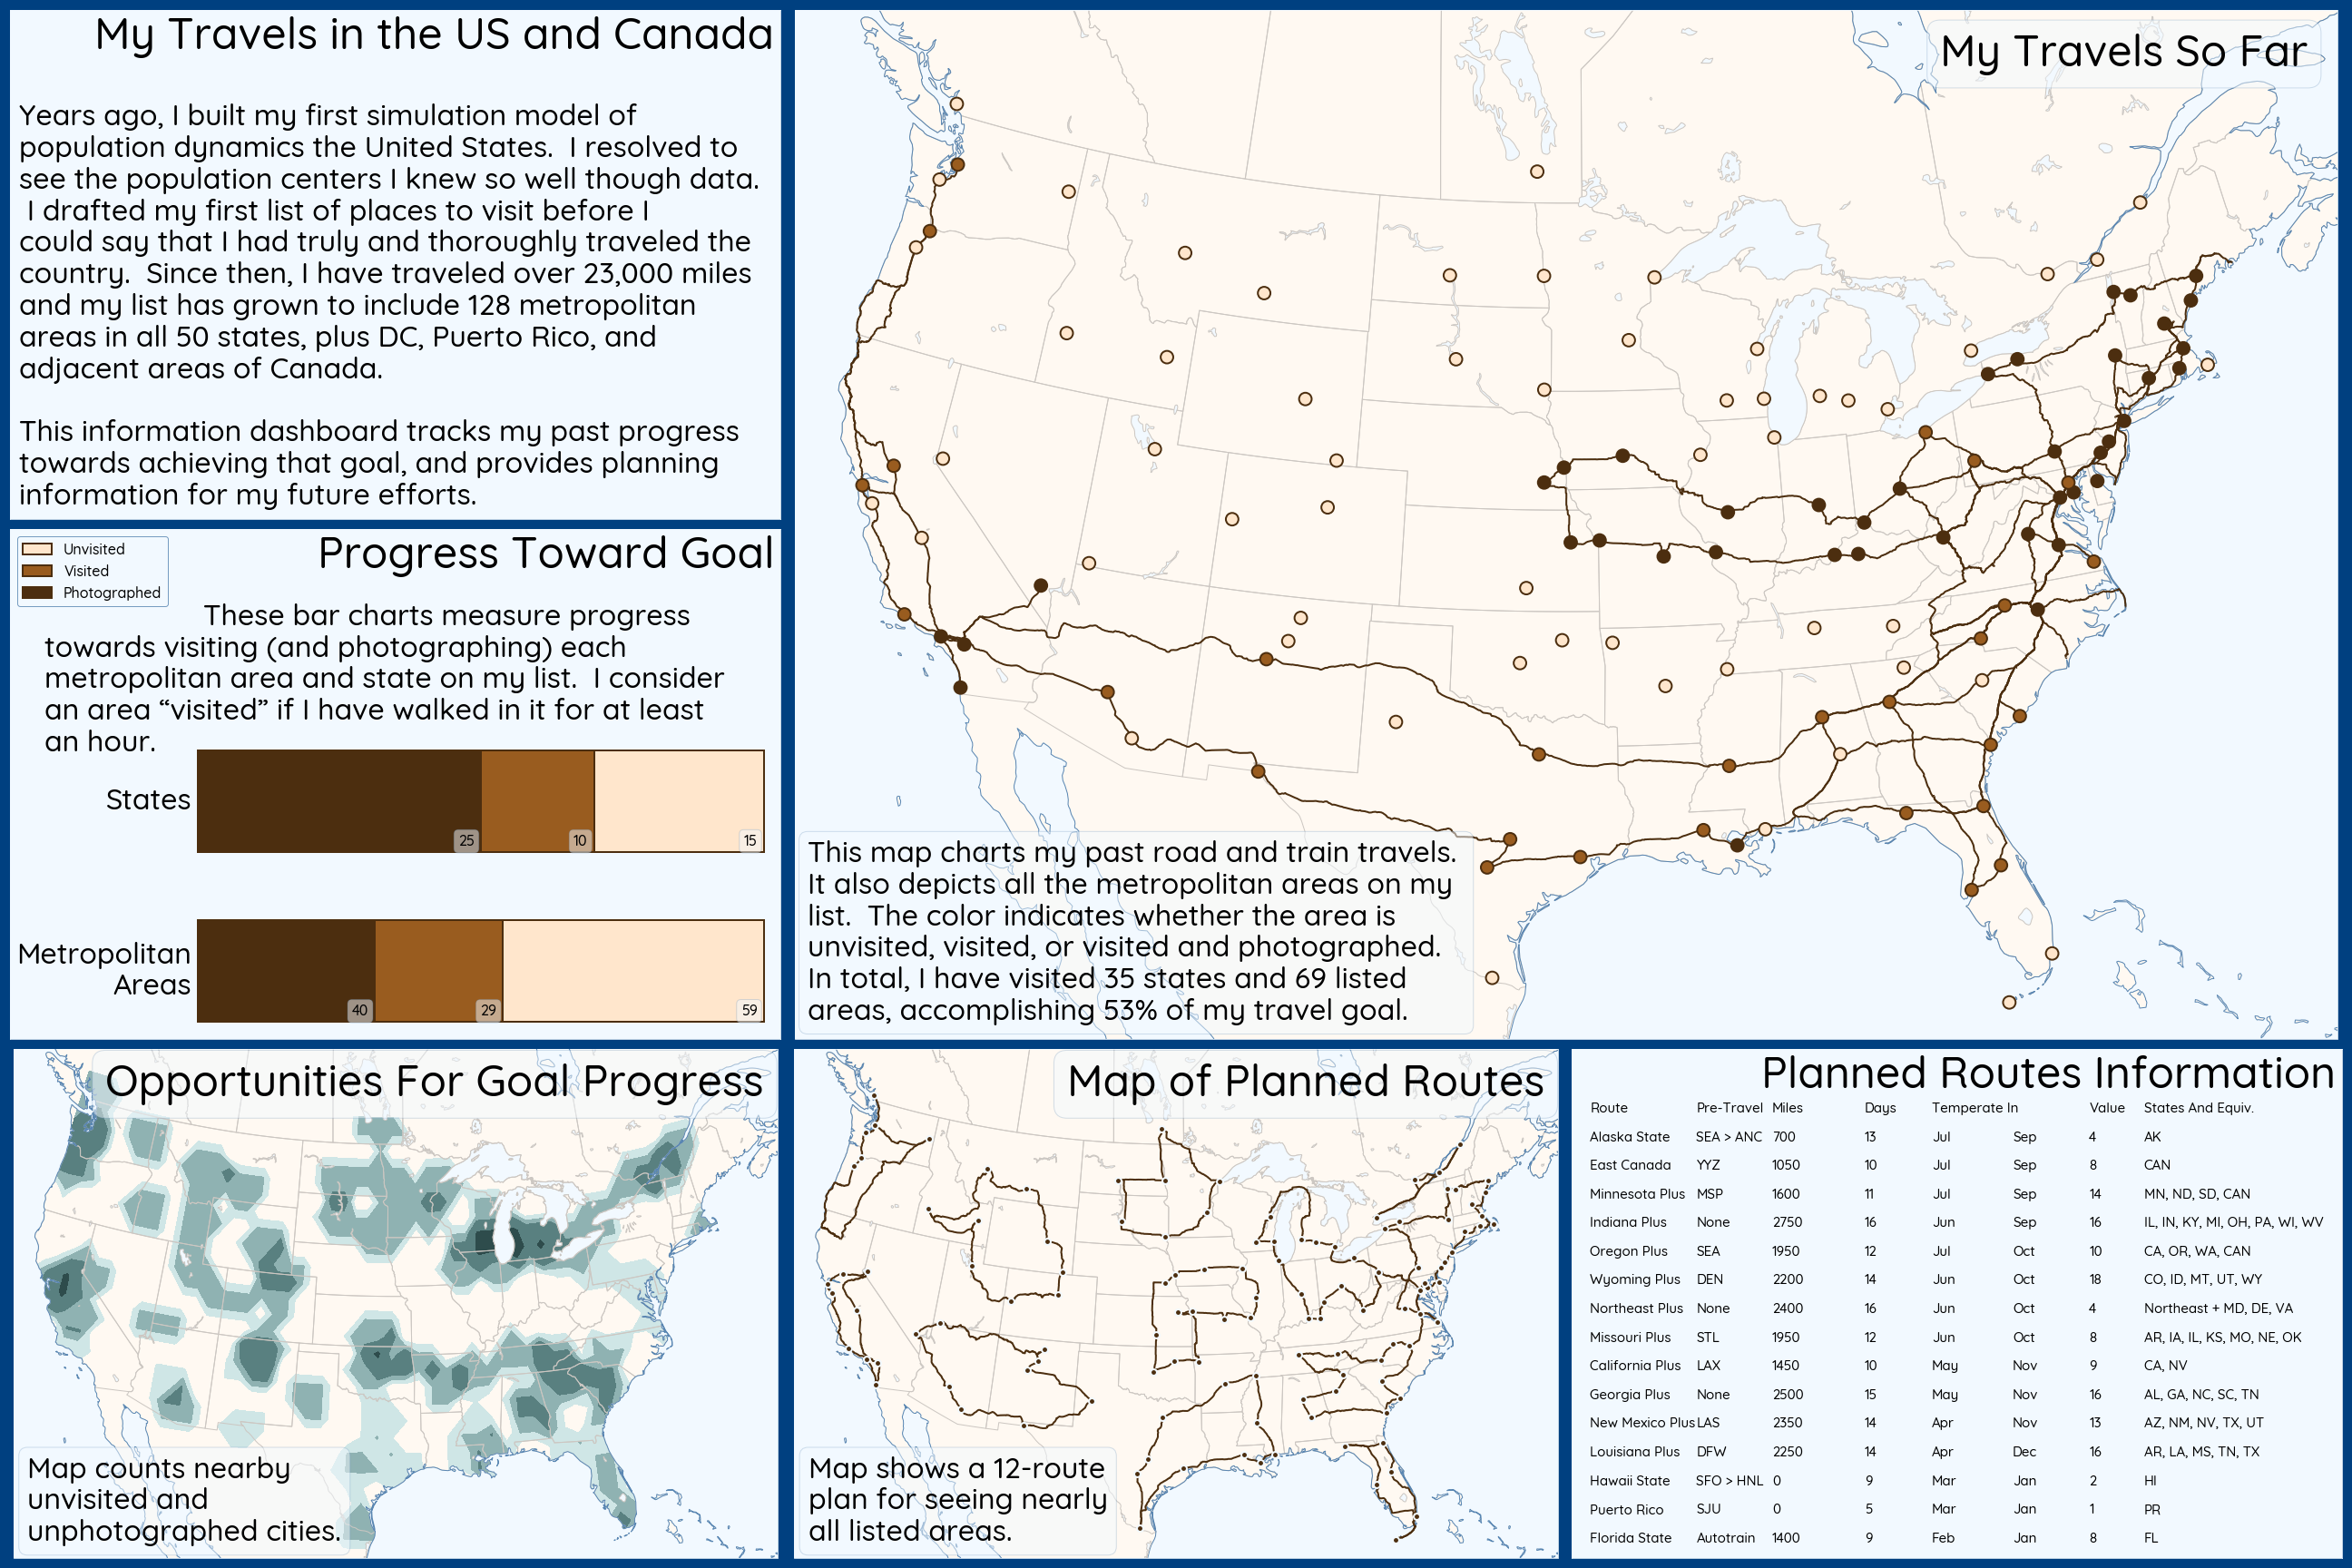 My Travels in the US and Canada
Years ago, I built my first simulation model of
population dynamics the United States.  I resolved to
see the population centers I knew so well though data.
I drafted my first list of places to visit before I
could say that I had truly and thoroughly traveled the
country.  Since then, I have traveled over 23,000 miles
and my list has grown to include 128 metropolitan
areas in all 50 states, plus DC, Puerto Rico, and
adjacent areas of Canada.
This information dashboard tracks my past progress
towards achieving that goal, and provides planning
information for my future efforts.
Progress Toward Goal
Unvisited
Visited
Photographed
These bar charts measure progress
towards visiting (and photographing) each
metropolitan area and state on my list.  I consider
an area “visited” if I have walked in it for at least
an hour.
States
25 10 15
Metropolitan
Areas
40 29 59
My Travels So Far
This map charts my past road and train travels.
It also depicts all the metropolitan areas on my
list.  The color indicates whether the area is
unvisited, visited, or visited and photographed.
In total, I have visited 35 states and 69 listed
areas, accomplishing 53% of my travel goal.
Opportunities For Goal Progress
Map counts nearby
unvisited and
unphotographed cities.
Map of Planned Routes
Map shows a 12-route
plan for seeing nearly
all listed areas.
Planned Routes Information
Route Pre-Travel Miles Days Temperate In Value States And Equiv.
Alaska State SEA > ANC 700 13 Jul Sep 4 AK
East Canada YYZ 1050 10 Jul Sep 8 CAN
Minnesota Plus MSP 1600 11 Jul Sep 14 MN, ND, SD, CAN
Indiana Plus None 2750 16 Jun Sep 16 IL, IN, KY, MI, OH, PA, WI, WV
Oregon Plus SEA 1950 12 Jul Oct 10 CA, OR, WA, CAN
Wyoming Plus DEN 2200 14 Jun Oct 18 CO, ID, MT, UT, WY
Northeast Plus None 2400 16 Jun Oct 4 Northeast + MD, DE, VA
Missouri Plus STL 1950 12 Jun Oct 8 AR, IA, IL, KS, MO, NE, OK
California Plus LAX 1450 10 May Nov 9 CA, NV
Georgia Plus None 2500 15 May Nov 16 AL, GA, NC, SC, TN
New Mexico Plus LAS 2350 14 Apr Nov 13 AZ, NM, NV, TX, UT
Louisiana Plus DFW 2250 14 Apr Dec 16 AR, LA, MS, TN, TX
Hawaii State SFO > HNL 0 9 Mar Jan 2 HI
Puerto Rico SJU 0 5 Mar Jan 1 PR
Florida State Autotrain 1400 9 Feb Jan 8 FL